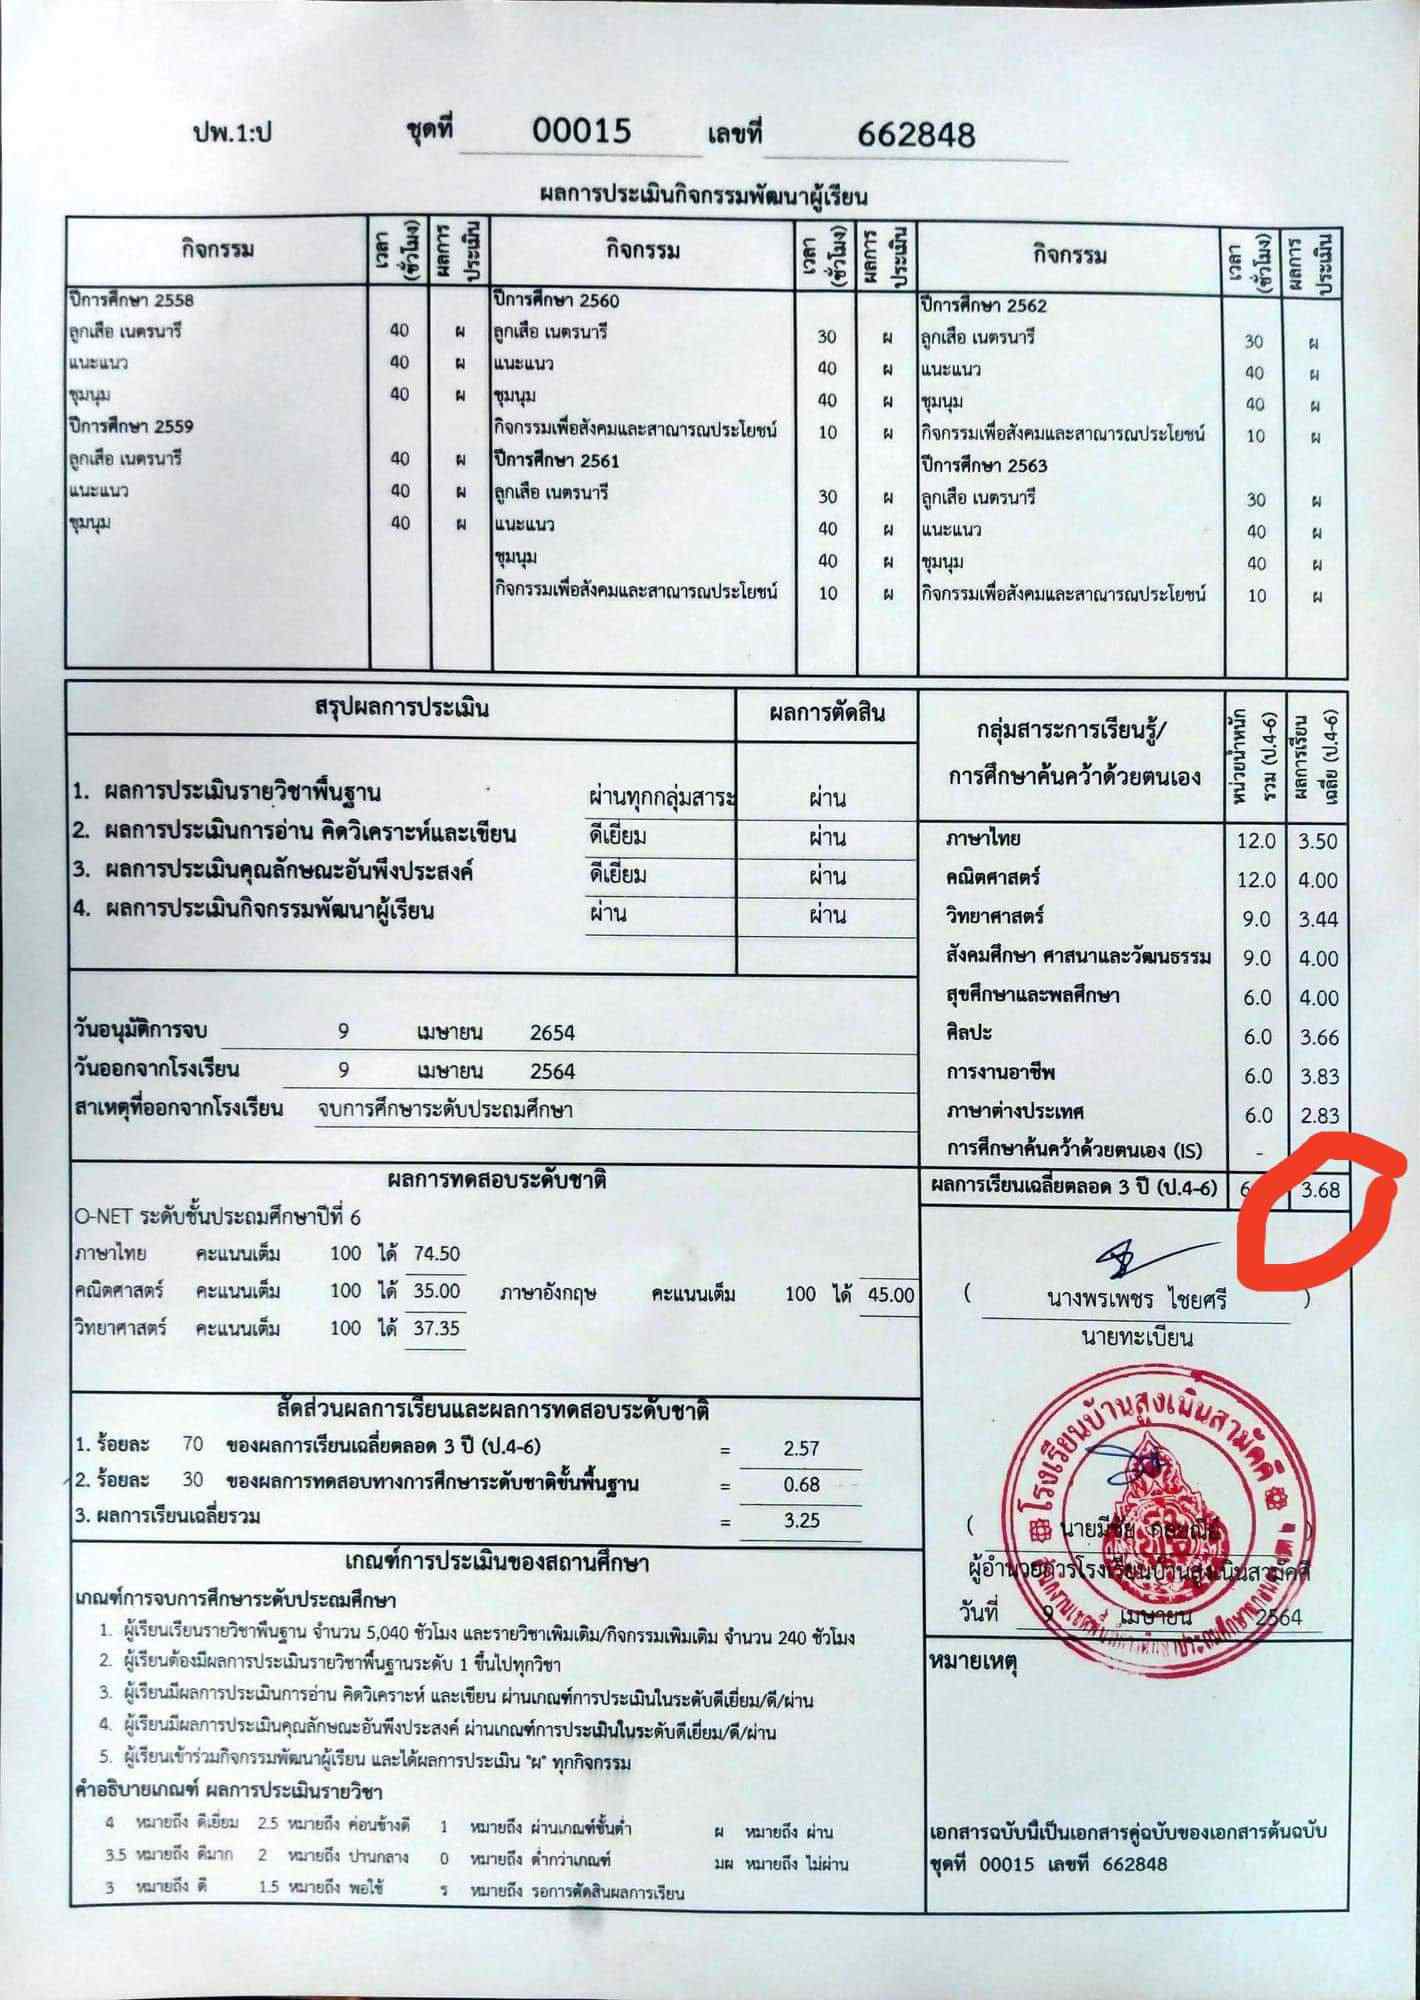 ปพ.1:ป ชุดที่ 00015 เลขที่ 662848
ผลการประเมินกิจกรรมพัฒนาผู้เรียน
กิจกรรม เวลา (ชั่วโมง) ผลการประเมิน กิจกรรม เวลา (ชั่วโมง) ผลการประเมิน กิจกรรม เวลา (ชั่วโมง) ผลการประเมิน
ปีการศึกษา 2558 ปีการศึกษา 2560 ปีการศึกษา 2562
ลูกเสือ เนตรนารี 40 ผ ลูกเสือ เนตรนารี 30 ผ ลูกเสือ เนตรนารี 30 ผ
แนะแนว 40 ผ แนะแนว 40 ผ แนะแนว 40 ผ
ชุมนุม 40 ผ ชุมนุม 40 ผ ชุมนุม 40 ผ
ปีการศึกษา 2559 กิจกรรมเพื่อสังคมและสาณารณประโยชน์ 10 ผ กิจกรรมเพื่อสังคมและสาณารณประโยชน์ 10 ผ
ลูกเสือ เนตรนารี 40 ผ ปีการศึกษา 2561 ปีการศึกษา 2563
แนะแนว 40 ผ ลูกเสือ เนตรนารี 30 ผ ลูกเสือ เนตรนารี 30 ผ
ชุมนุม 40 ผ แนะแนว 40 ผ แนะแนว 40 ผ
ชุมนุม 40 ผ ชุมนุม 40 ผ
กิจกรรมเพื่อสังคมและสาณารณประโยชน์ 10 ผ กิจกรรมเพื่อสังคมและสาณารณประโยชน์ 10 ผ
สรุปผลการประเมิน ผลการตัดสิน
1. ผลการประเมินรายวิชาพื้นฐาน ผ่านทุกกลุ่มสาระ ผ่าน
2. ผลการประเมินการอ่าน คิดวิเคราะห์และเขียน ดีเยี่ยม ผ่าน
3. ผลการประเมินคุณลักษณะอันพึงประสงค์ ดีเยี่ยม ผ่าน
4. ผลการประเมินกิจกรรมพัฒนาผู้เรียน ผ่าน ผ่าน
วันอนุมัติการจบ 9 เมษายน 2654
วันออกจากโรงเรียน 9 เมษายน 2564
สาเหตุที่ออกจากโรงเรียน จบการศึกษาระดับประถมศึกษา
กลุ่มสาระการเรียนรู้/
การศึกษาค้นคว้าด้วยตนเอง
หน่วยน้ำหนัก รวม (ป.4-6) ผลการเรียน เฉลี่ย (ป.4-6)
ภาษาไทย 12.0 3.50
คณิตศาสตร์ 12.0 4.00
วิทยาศาสตร์ 9.0 3.44
สังคมศึกษา ศาสนาและวัฒนธรรม 9.0 4.00
สุขศึกษาและพลศึกษา 6.0 4.00
ศิลปะ 6.0 3.66
การงานอาชีพ 6.0 3.83
ภาษาต่างประเทศ 6.0 2.83
การศึกษาค้นคว้าด้วยตนเอง (IS) -
ผลการเรียนเฉลี่ยตลอด 3 ปี (ป.4-6) 3.68
ผลการทดสอบระดับชาติ
O-NET ระดับชั้นประถมศึกษาปีที่ 6
ภาษาไทย คะแนนเต็ม 100 ได้ 74.50
คณิตศาสตร์ คะแนนเต็ม 100 ได้ 35.00 ภาษาอังกฤษ คะแนนเต็ม 100 ได้ 45.00
วิทยาศาสตร์ คะแนนเต็ม 100 ได้ 37.35
สัดส่วนผลการเรียนและผลการทดสอบระดับชาติ
1. ร้อยละ 70 ของผลการเรียนเฉลี่ยตลอด 3 ปี (ป.4-6) = 2.57
2. ร้อยละ 30 ของผลการทดสอบทางการศึกษาระดับชาติขั้นพื้นฐาน = 0.68
3. ผลการเรียนเฉลี่ยรวม = 3.25
เกณฑ์การประเมินของสถานศึกษา
เกณฑ์การจบการศึกษาระดับประถมศึกษา
1. ผู้เรียนเรียนรายวิชาพื้นฐาน จำนวน 5,040 ชั่วโมง และรายวิชาเพิ่มเติม/กิจกรรมเพิ่มเติม จำนวน 240 ชั่วโมง
2. ผู้เรียนต้องมีผลการประเมินรายวิชาพื้นฐานระดับ 1 ขึ้นไปทุกวิชา
3. ผู้เรียนมีผลการประเมินการอ่าน คิดวิเคราะห์ และเขียน ผ่านเกณฑ์การประเมินในระดับดีเยี่ยม/ดี/ผ่าน
4. ผู้เรียนมีผลการประเมินคุณลักษณะอันพึงประสงค์ ผ่านเกณฑ์การประเมินในระดับดีเยี่ยม/ดี/ผ่าน
5. ผู้เรียนเข้าร่วมกิจกรรมพัฒนาผู้เรียน และได้ผลการประเมิน "ผ" ทุกกิจกรรม
คำอธิบายเกณฑ์ ผลการประเมินรายวิชา
4 หมายถึง ดีเยี่ยม 2.5 หมายถึง ค่อนข้างดี 1 หมายถึง ผ่านเกณฑ์ขั้นต่ำ ผ หมายถึง ผ่าน
3.5 หมายถึง ดีมาก 2 หมายถึง ปานกลาง 0 หมายถึง ต่ำกว่าเกณฑ์ มผ หมายถึง ไม่ผ่าน
3 หมายถึง ดี 1.5 หมายถึง พอใช้ ร หมายถึง รอการตัดสินผลการเรียน
( นางพรเพชร ไชยศรี )
นายทะเบียน
โรงเรียนบ้านสูงเนินสามัคคี
( นายมีชัย )
ผู้อำนวยการโรงเรียนบ้านสูงเนินสามัคคี
วันที่ 9 เมษายน 2564
หมายเหตุ
เอกสารฉบับนี้เป็นเอกสารคู่ฉบับของเอกสารต้นฉบับ
ชุดที่ 00015 เลขที่ 662848